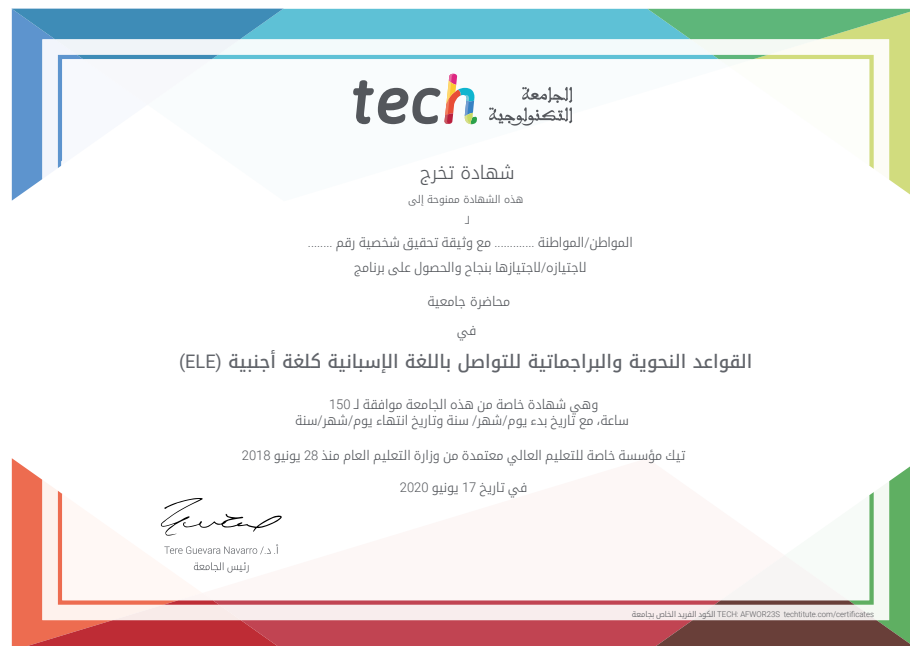 tech الجامعة
التكنولوجية
شهادة تخرج
هذه الشهادة ممنوحة إلى
لـ
المواطن/المواطنة ............ مع وثيقة تحقيق شخصية رقم ........
لاجتيازه/لاجتيازها بنجاح والحصول على برنامج
محاضرة جامعية
في
القواعد النحوية والبراجماتية للتواصل باللغة الإسبانية كلغة أجنبية (ELE)
وهي شهادة خاصة من هذه الجامعة موافقة لـ 150
ساعة، مع تاريخ بدء يوم/شهر/ سنة وتاريخ انتهاء يوم/شهر/سنة
تيك مؤسسة خاصة للتعليم العالي معتمدة من وزارة التعليم العام منذ 28 يونيو 2018
في تاريخ 17 يونيو 2020
أ.د./ Tere Guevara Navarro
رئيس الجامعة
الكود الفريد الخاص بجامعة TECH: AFWOR23S techtitute.com/certificates